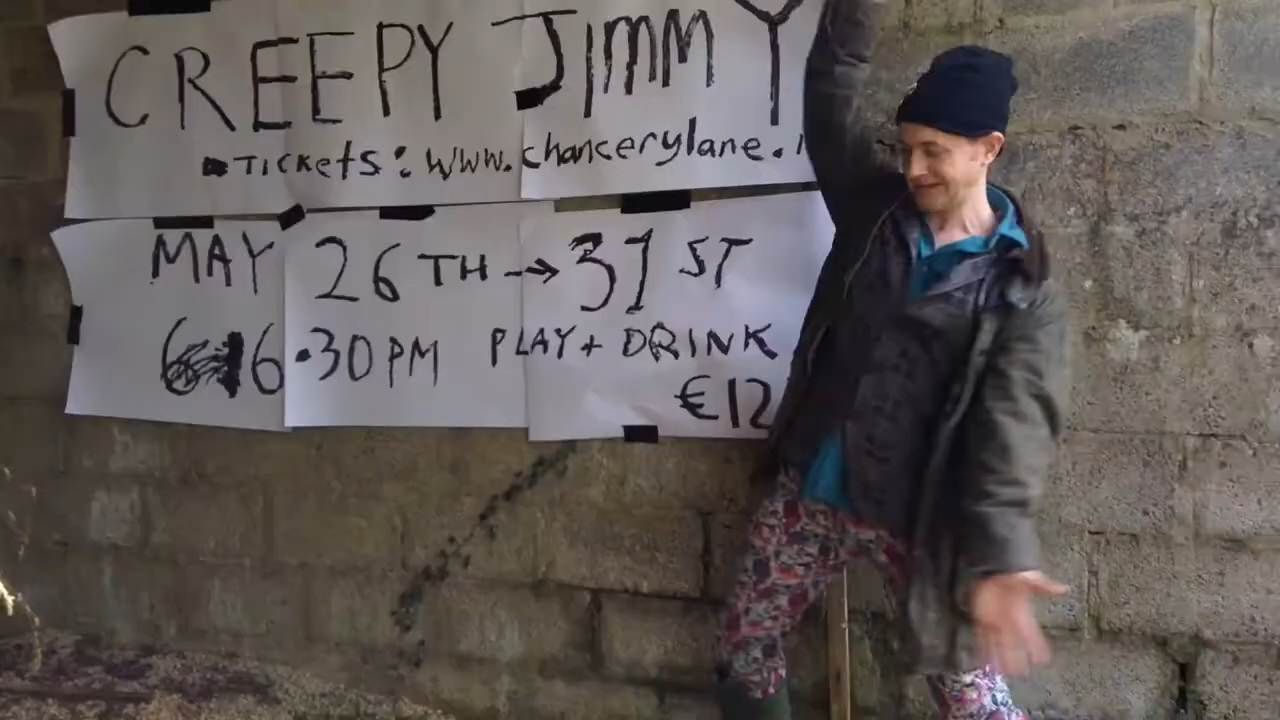 CREEPY JIMMY
TICKETS: WWW.chancerylane.
MAY 26TH → 31ST
6.30PM PLAY + DRINK
€12